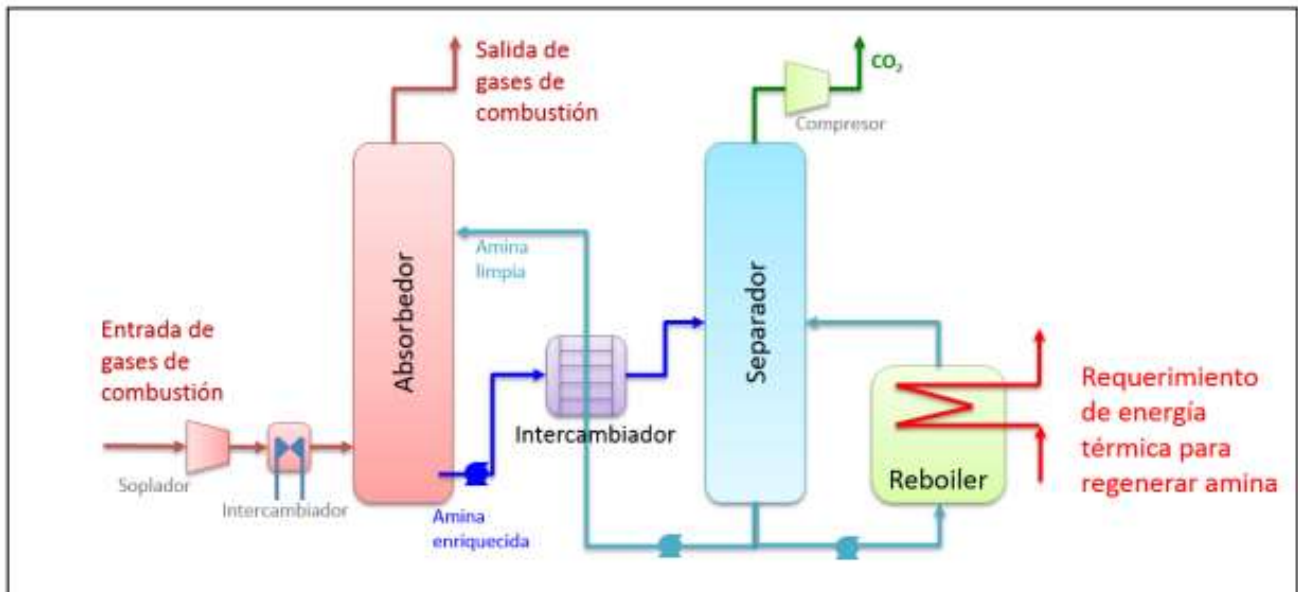 Salida de
gases de
combustión
CO₂
Compresor
Absorbedor
Separador
Amina
limpia
Entrada de
gases de
combustión
Soplador
Intercambiador
Intercambiador
Amina
enriquecida
Reboiler
Requerimiento
de energía
térmica para
regenerar amina